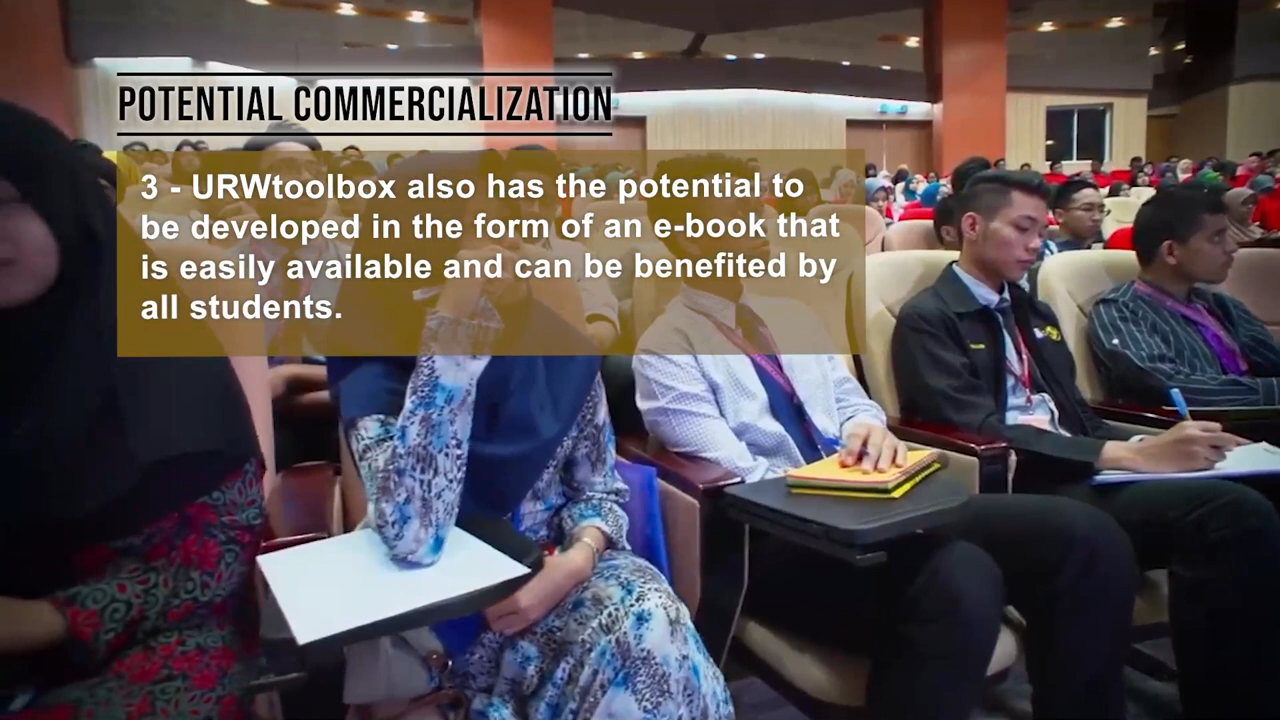 POTENTIAL COMMERCIALIZATION
3 - URWtoolbox also has the potential to
be developed in the form of an e-book that
is easily available and can be benefited by
all students.